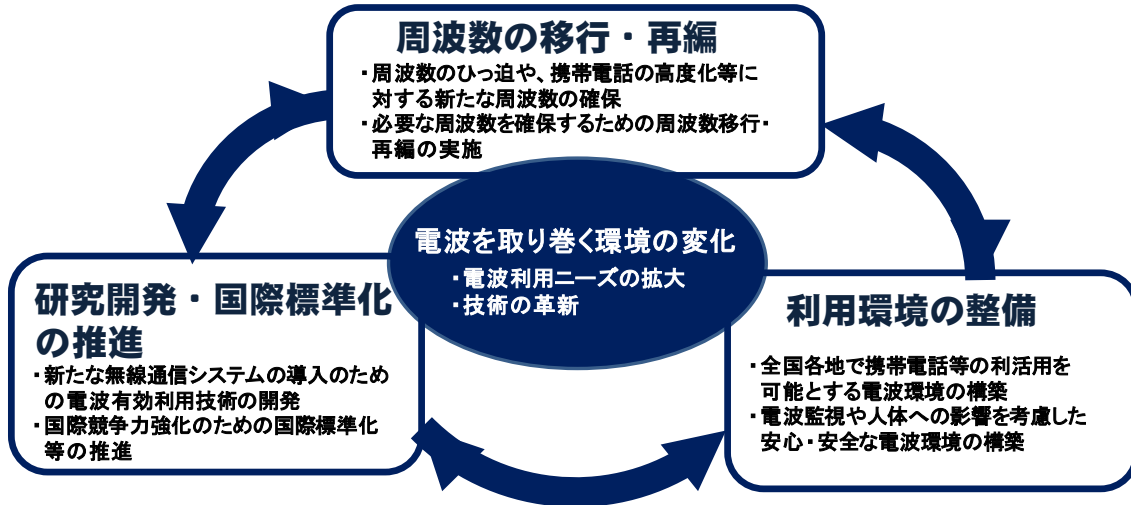 周波数の移行・再編
・周波数のひっ迫や、携帯電話の高度化等に
対する新たな周波数の確保
・必要な周波数を確保するための周波数移行・
再編の実施
電波を取り巻く環境の変化
・電波利用ニーズの拡大
・技術の革新
研究開発・国際標準化
の推進
・新たな無線通信システムの導入のため
の電波有効利用技術の開発
・国際競争力強化のための国際標準化
等の推進
利用環境の整備
・全国各地で携帯電話等の利活用を
可能とする電波環境の構築
・電波監視や人体への影響を考慮した
安心・安全な電波環境の構築